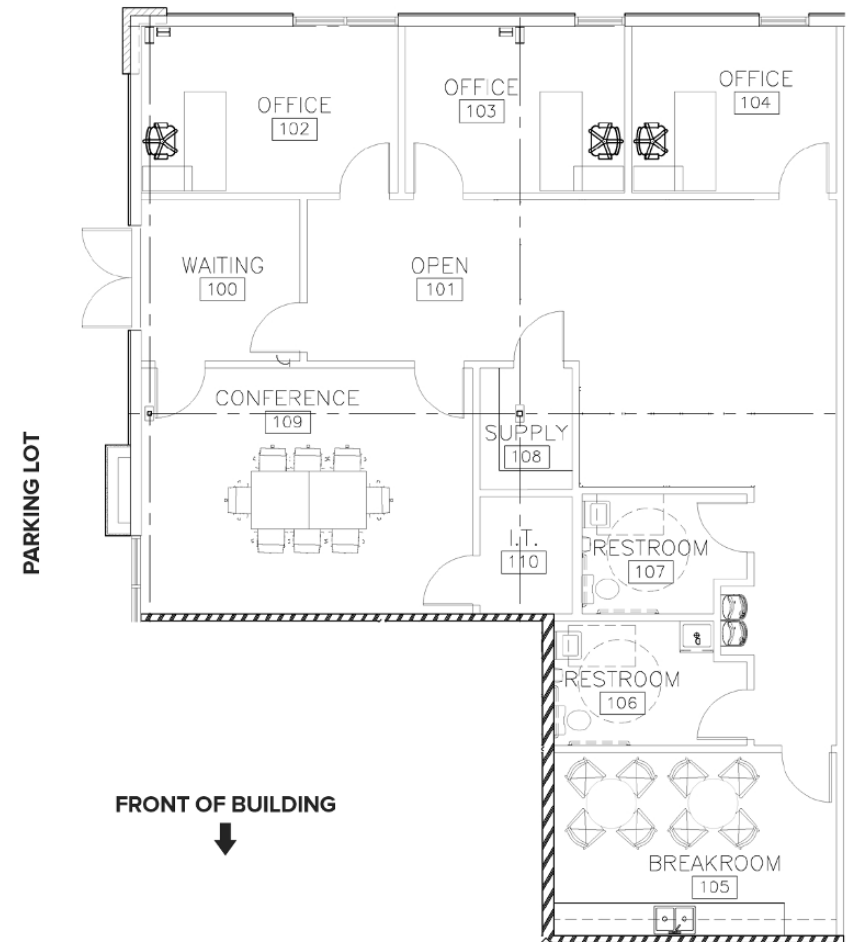 OFFICE
102
OFFICE
103
OFFICE
104
WAITING
100
OPEN
101
CONFERENCE
109
SUPPLY
108
I.T.
110
RESTROOM
107
RESTROOM
106
BREAKROOM
105
PARKING LOT
FRONT OF BUILDING